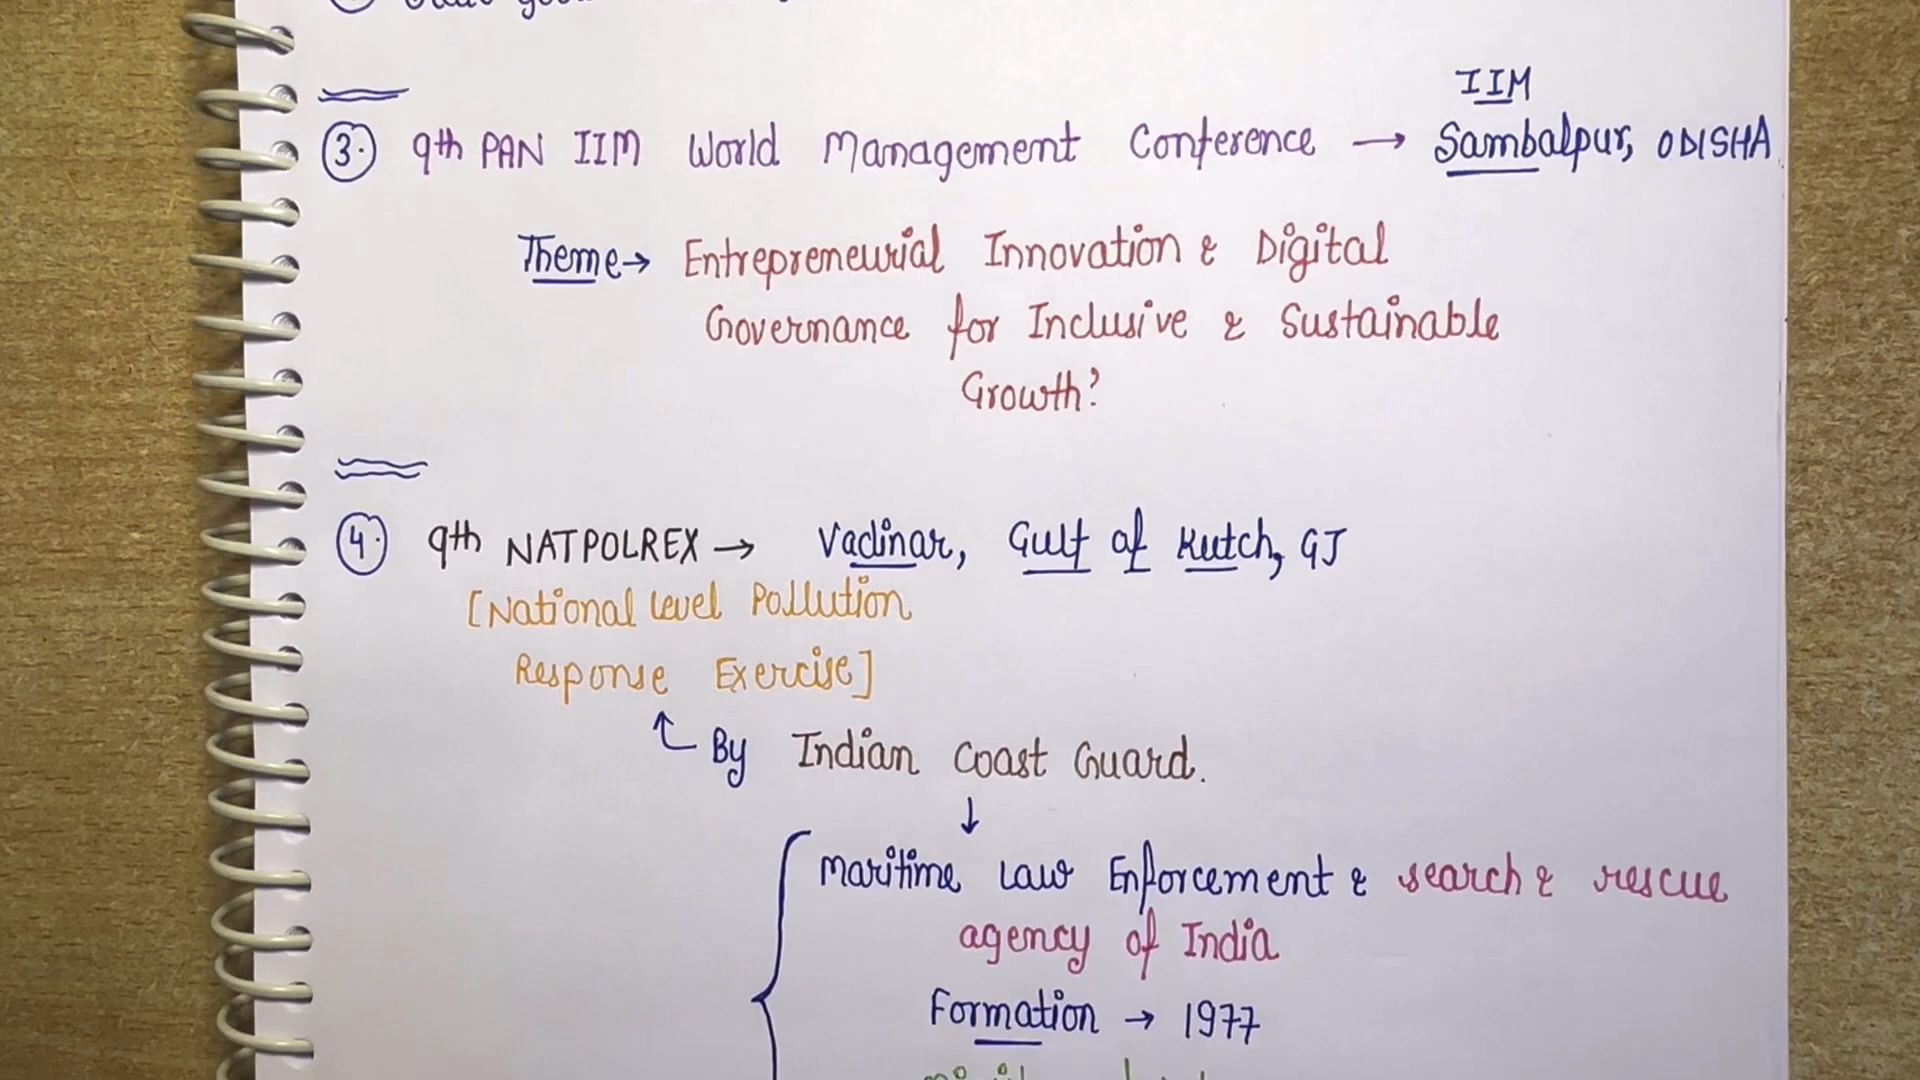 IIM
3. 9th PAN IIM World Management Conference → Sambalpur, ODISHA
Theme → Entrepreneurial Innovation & Digital
Governance for Inclusive & Sustainable
Growth?
4. 9th NATPOLREX → Vadinar, Gulf of Kutch, GJ
[National Level Pollution
Response Exercise]
By Indian Coast Guard.
Maritime Law Enforcement & search & rescue
agency of India
Formation → 1977